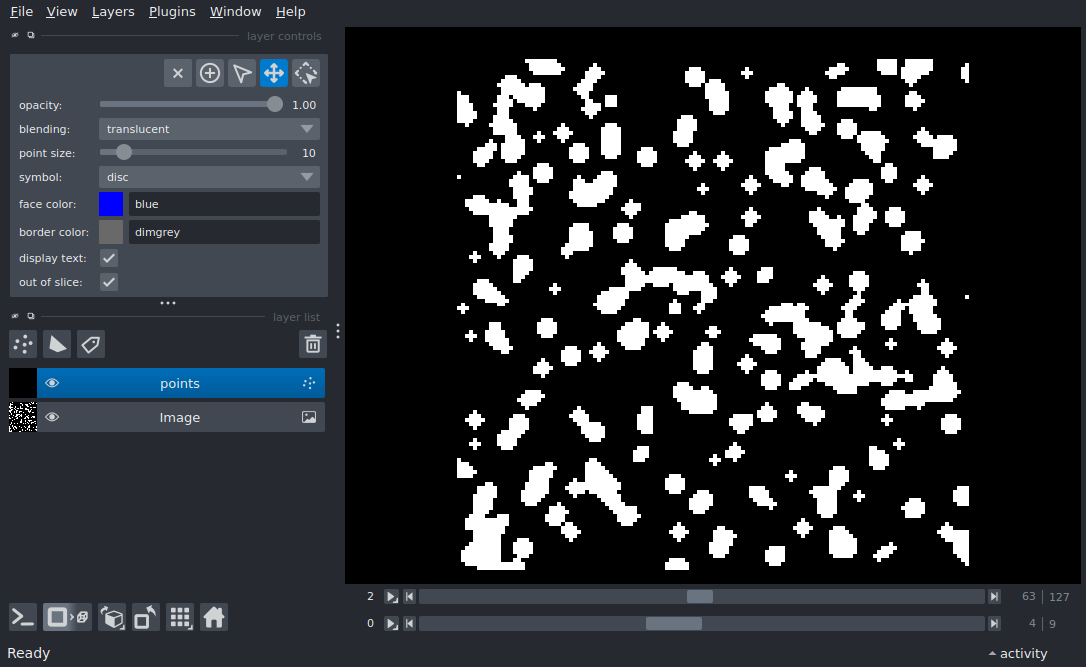 File View Layers Plugins Window Help
layer controls
opacity: 1.00
blending: translucent
point size: 10
symbol: disc
face color: blue
border color: dimgrey
display text:
out of slice:
layer list
points
Image
2 63 | 127
0 4 | 9
Ready activity